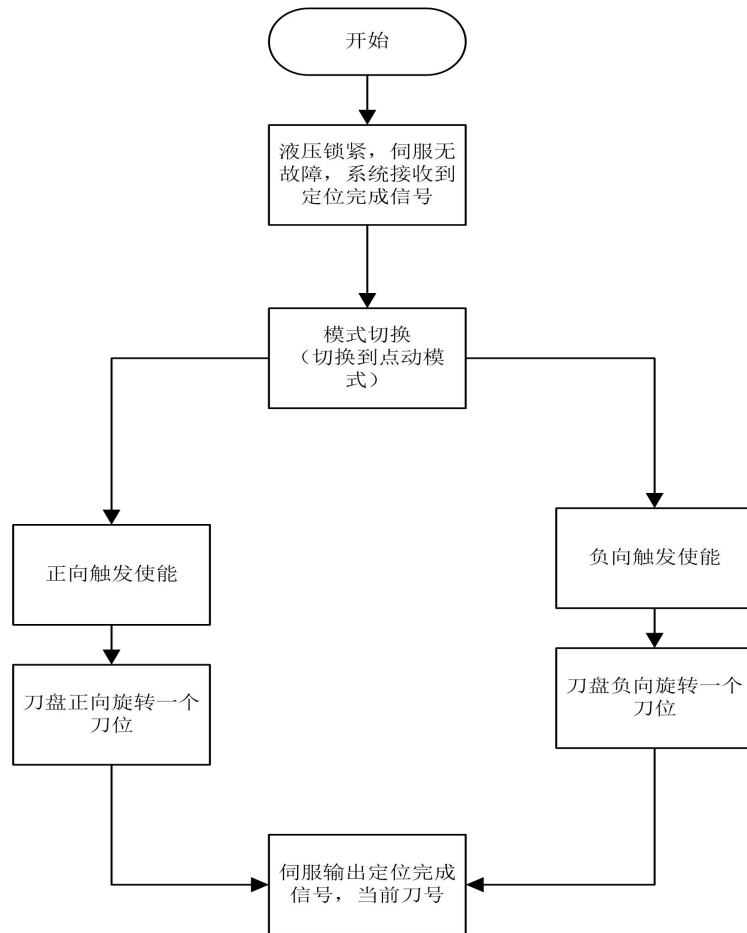 开始
液压锁紧，伺服无
故障，系统接收到
定位完成信号
模式切换
（切换到点动模
式）
正向触发使能
负向触发使能
刀盘正向旋转一个
刀位
刀盘负向旋转一个
刀位
伺服输出定位完成
信号，当前刀号